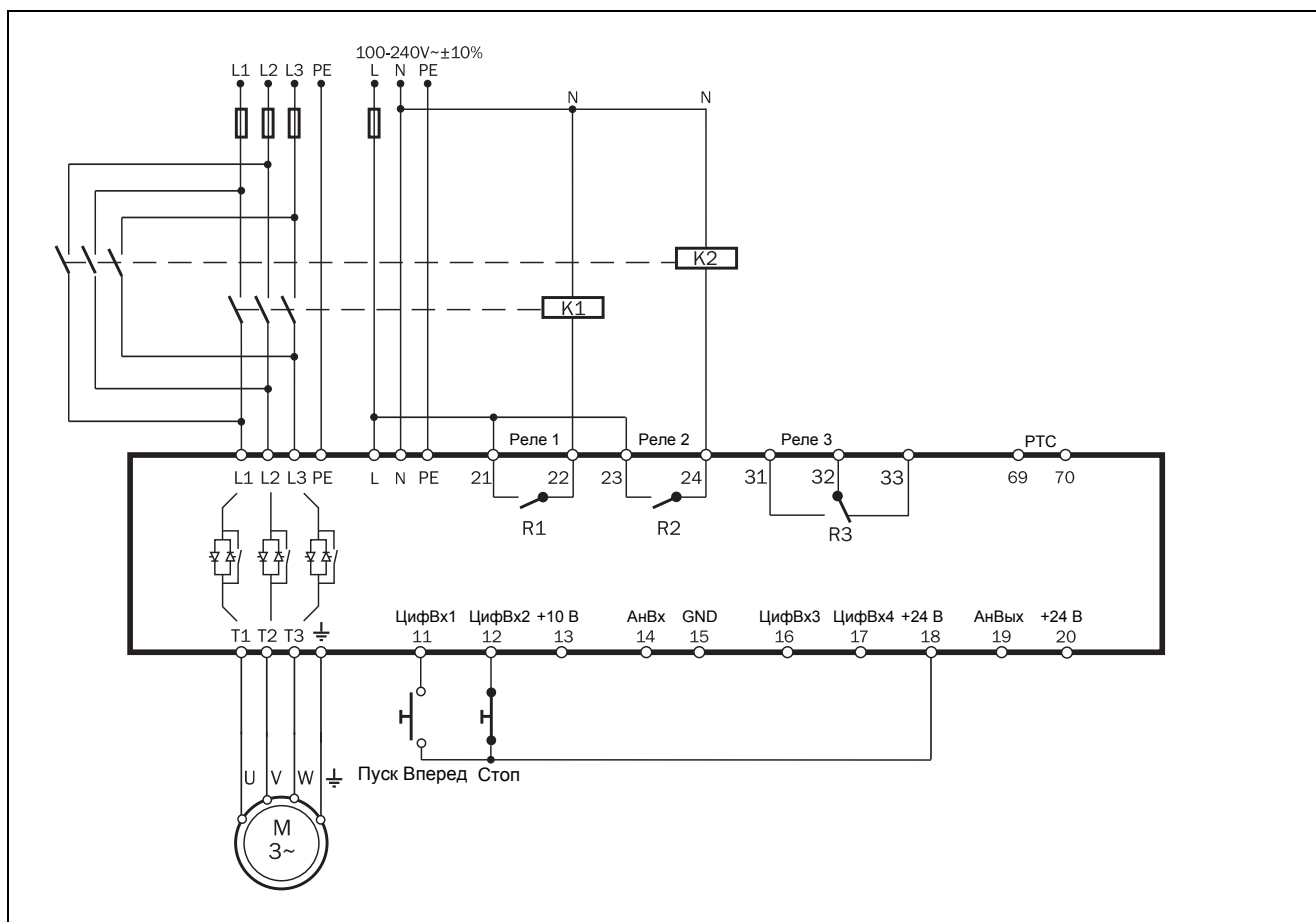 100-240V~±10%
L1 L2 L3 PE L N PE
N N
K2
K1
Реле 1 Реле 2 Реле 3 PTC
L1 L2 L3 PE L N PE 21 22 23 24 31 32 33 69 70
R1 R2 R3
ЦифВх1 ЦифВх2 +10 В АнВх GND ЦифВх3 ЦифВх4 +24 В АнВых +24 В
T1 T2 T3 11 12 13 14 15 16 17 18 19 20
U V W Пуск Вперед Стоп
M
3~